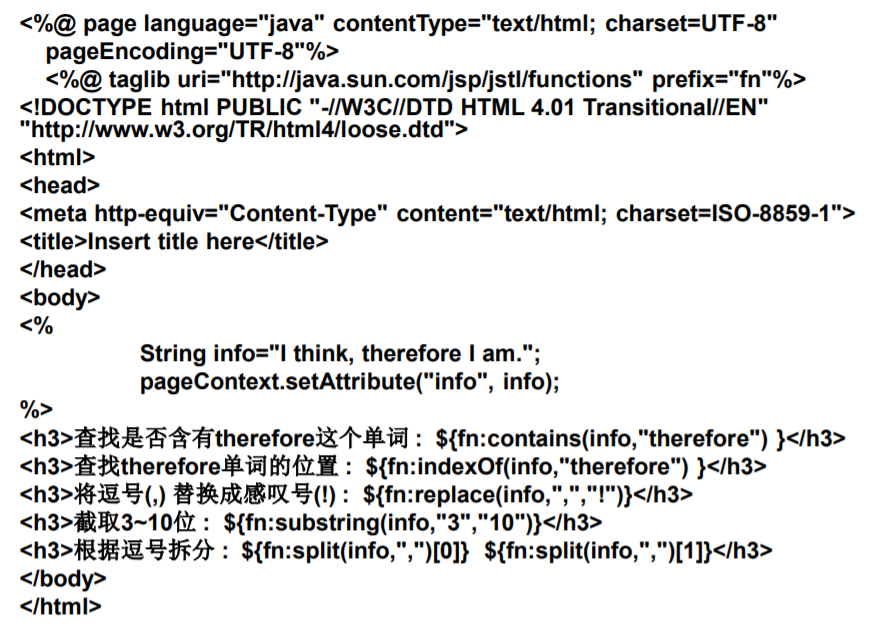 <%@ page language="java" contentType="text/html; charset=UTF-8"
pageEncoding="UTF-8"%>
<%@ taglib uri="http://java.sun.com/jsp/jstl/functions" prefix="fn"%>
<!DOCTYPE html PUBLIC "-//W3C//DTD HTML 4.01 Transitional//EN"
"http://www.w3.org/TR/html4/loose.dtd">
<html>
<head>
<meta http-equiv="Content-Type" content="text/html; charset=ISO-8859-1">
<title>Insert title here</title>
</head>
<body>
<%
String info="I think, therefore I am.";
pageContext.setAttribute("info", info);
%>
<h3>查找是否含有therefore这个单词： ${fn:contains(info,"therefore") }</h3>
<h3>查找therefore单词的位置： ${fn:indexOf(info,"therefore") }</h3>
<h3>将逗号(,) 替换成感叹号(!)： ${fn:replace(info,",","!")}</h3>
<h3>截取3~10位： ${fn:substring(info,"3","10")}</h3>
<h3>根据逗号拆分： ${fn:split(info,",")[0]} ${fn:split(info,",")[1]}</h3>
</body>
</html>